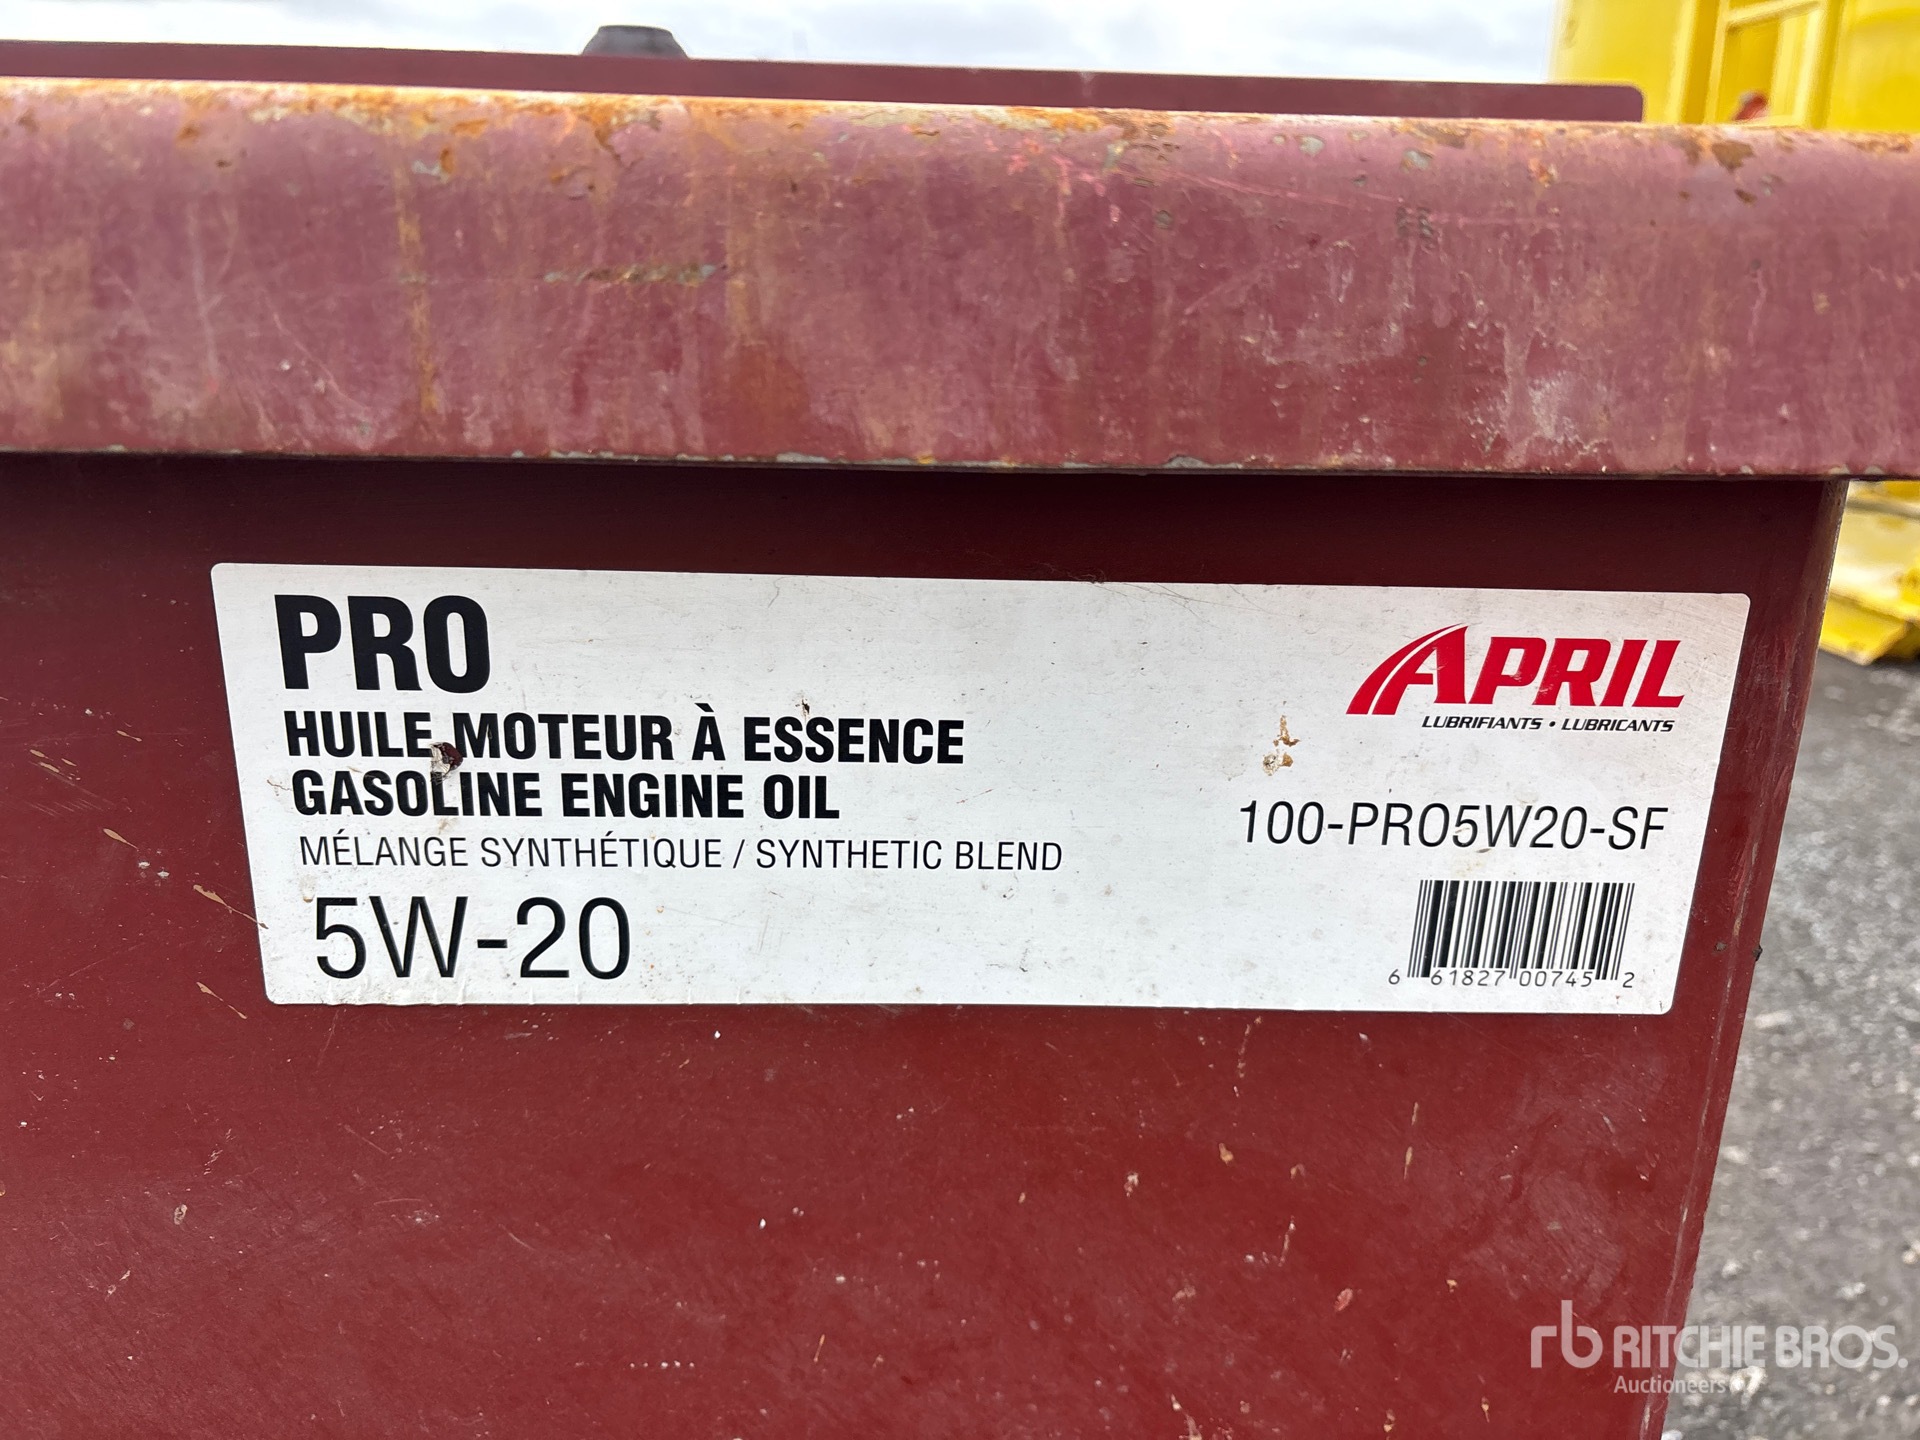 PRO
HUILE MOTEUR À ESSENCE
GASOLINE ENGINE OIL
MÉLANGE SYNTHÉTIQUE / SYNTHETIC BLEND
5W-20
APRIL
LUBRIFIANTS • LUBRICANTS
100-PRO5W20-SF
6 61827 00745 2
rb RITCHIE BROS.
Auctioneers